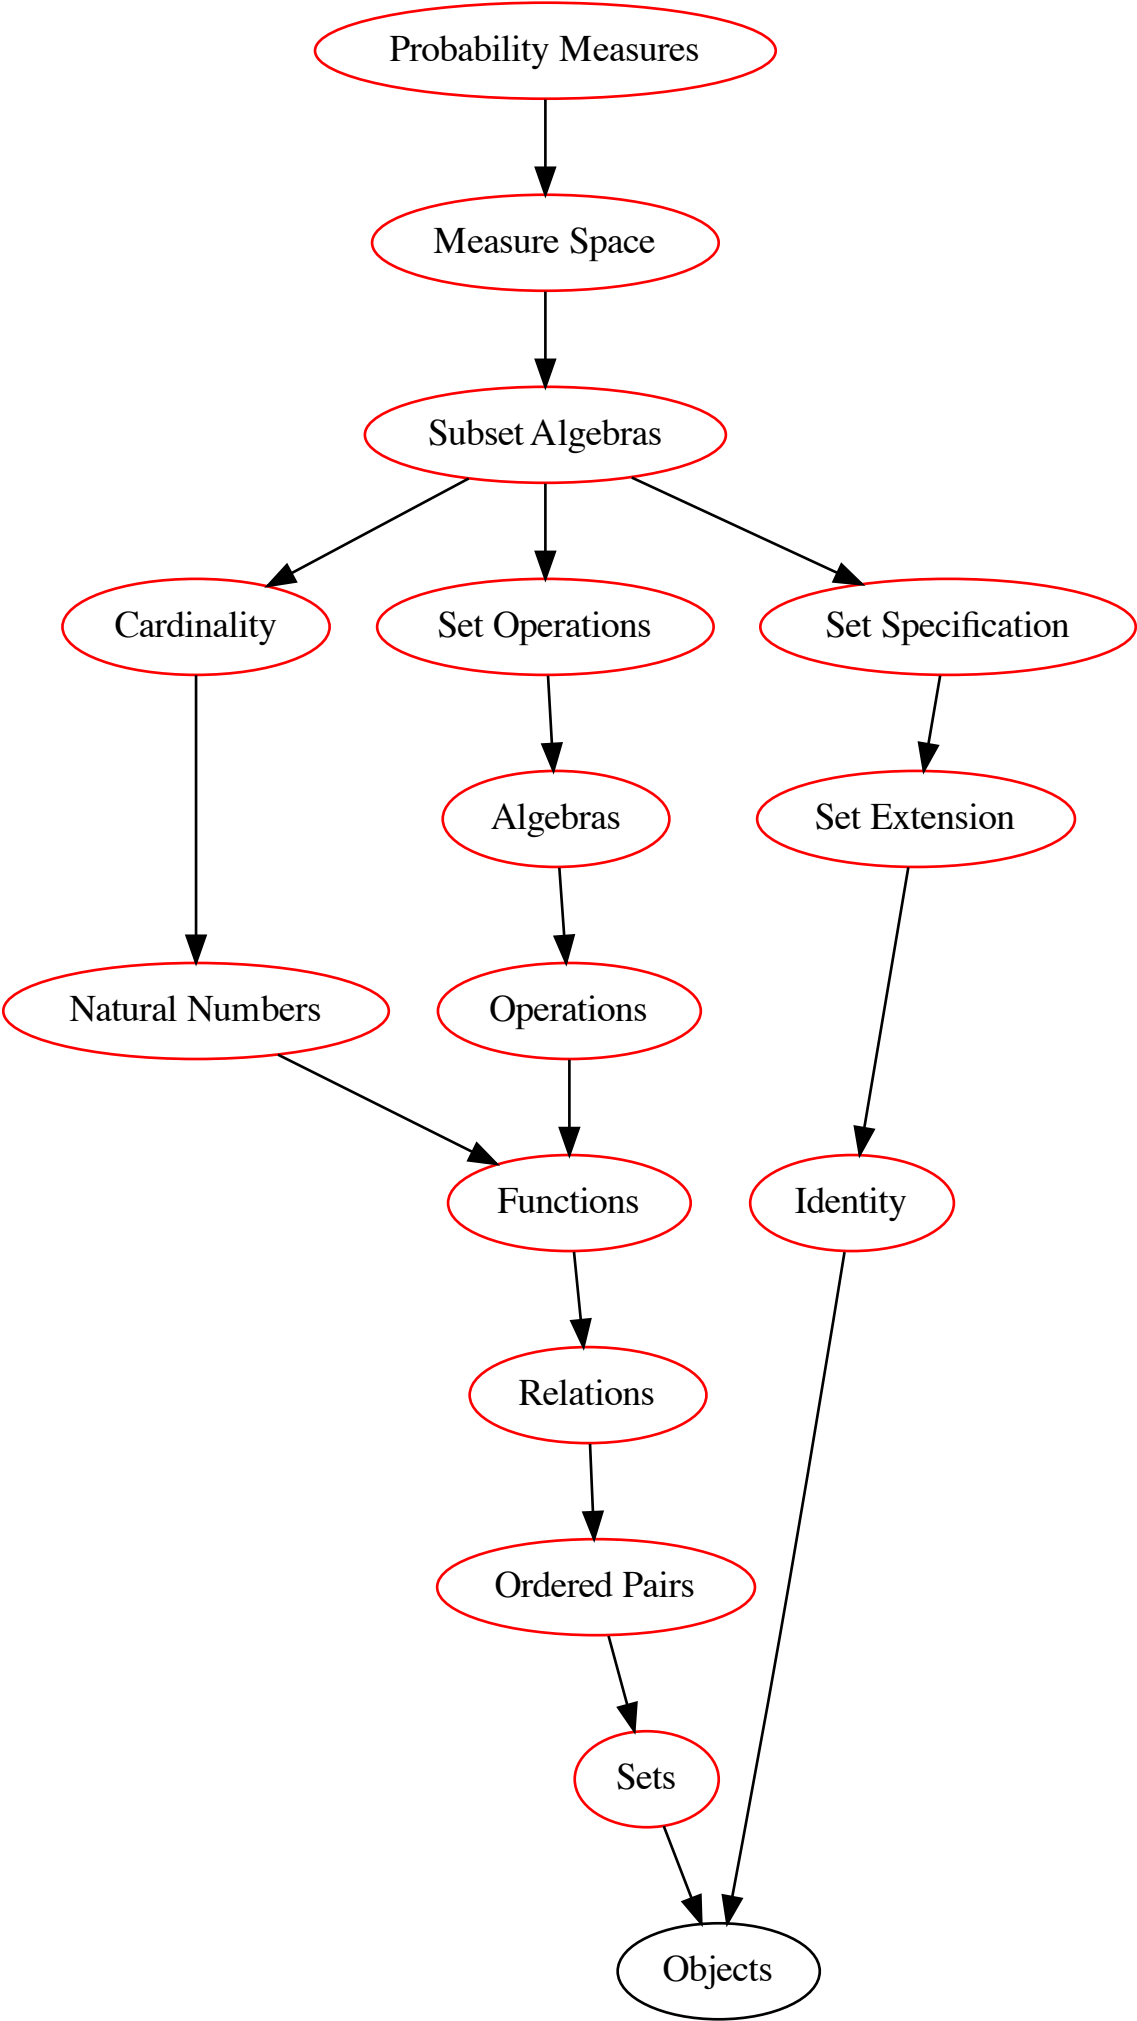 Probability Measures
Measure Space
Subset Algebras
Cardinality
Set Operations
Set Specification
Algebras
Set Extension
Natural Numbers
Operations
Functions
Identity
Relations
Ordered Pairs
Sets
Objects